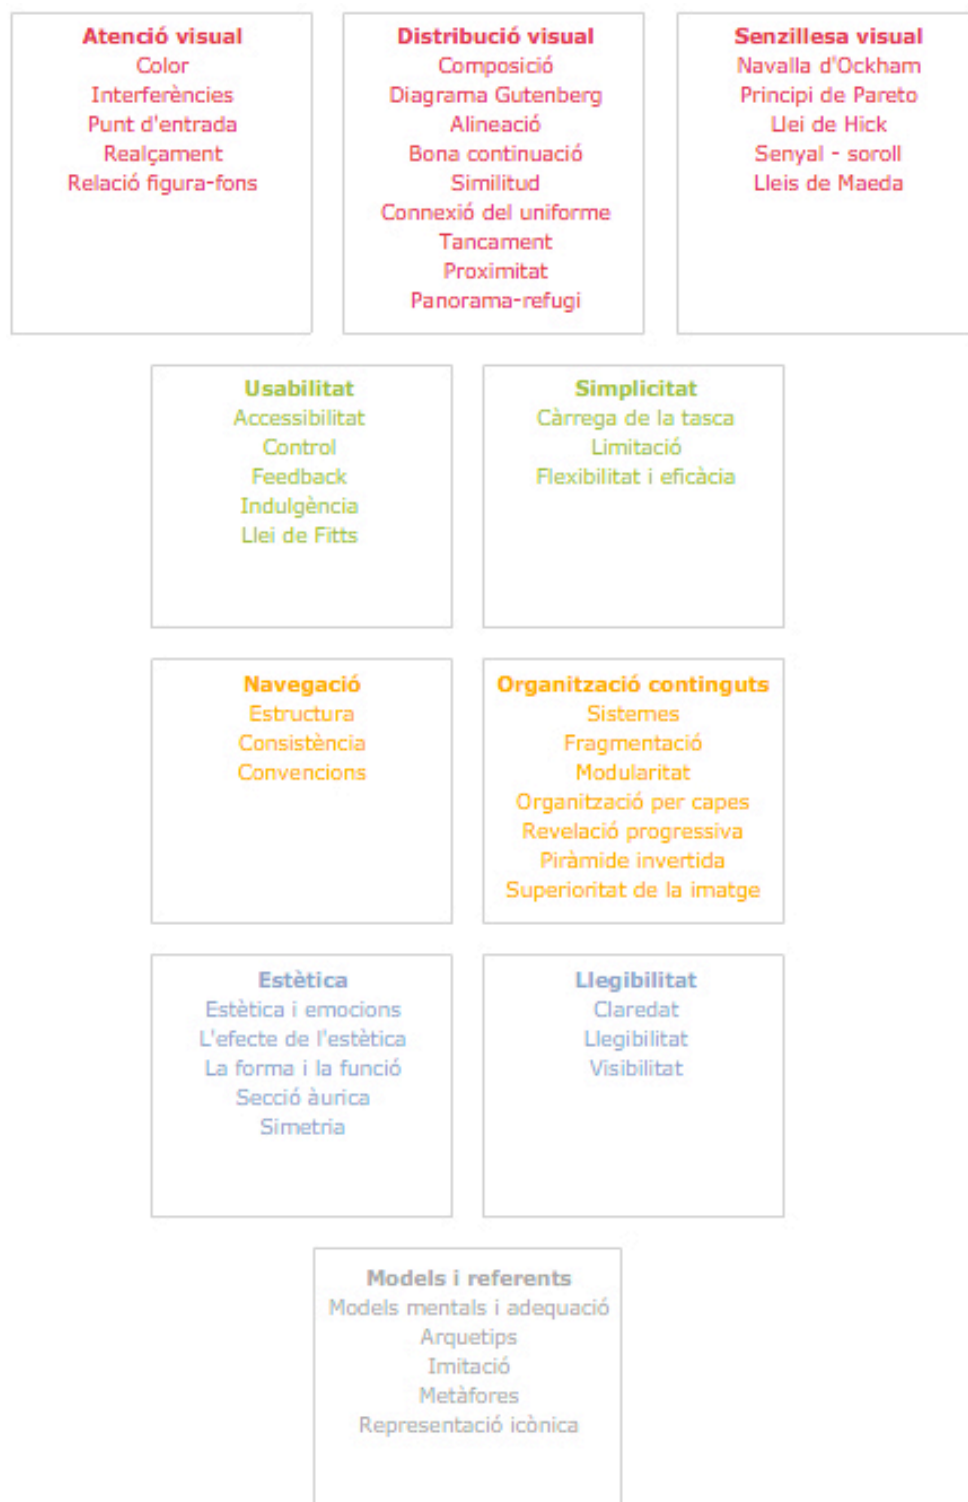 Atenció visual
Color
Interferències
Punt d'entrada
Realçament
Relació figura-fons
Distribució visual
Composició
Diagrama Gutenberg
Alineació
Bona continuació
Similitud
Connexió del uniforme
Tancament
Proximitat
Panorama-refugi
Senzillesa visual
Navalla d'Ockham
Principi de Pareto
Llei de Hick
Senyal - soroll
Lleis de Maeda
Usabilitat
Accessibilitat
Control
Feedback
Indulgència
Llei de Fitts
Simplicitat
Càrrega de la tasca
Limitació
Flexibilitat i eficàcia
Navegació
Estructura
Consistència
Convencions
Organització continguts
Sistemes
Fragmentació
Modularitat
Organització per capes
Revelació progressiva
Piràmide invertida
Superioritat de la imatge
Estètica
Estètica i emocions
L'efecte de l'estètica
La forma i la funció
Secció àurica
Simetria
Llegibilitat
Claredat
Llegibilitat
Visibilitat
Models i referents
Models mentals i adequació
Arquetips
Imitació
Metàfores
Representació icònica